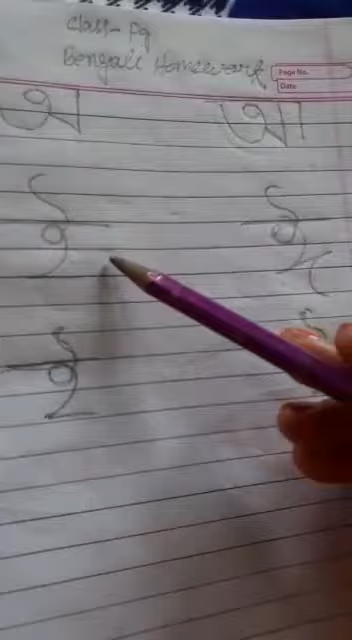 Class- Pg
Bengali Homework
Page No.
Date
অ আ
ই ঈ
উ